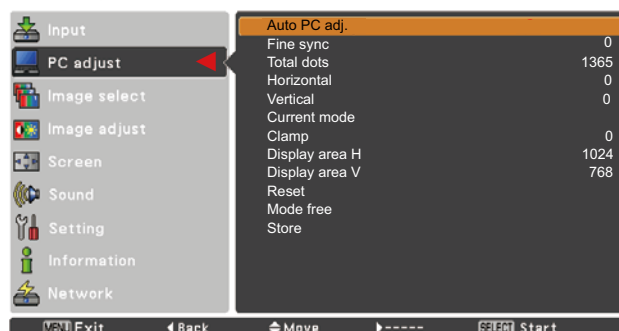 Input
PC adjust
Image select
Image adjust
Screen
Sound
Setting
Information
Network
Auto PC adj.
Fine sync 0
Total dots 1365
Horizontal 0
Vertical 0
Current mode
Clamp 0
Display area H 1024
Display area V 768
Reset
Mode free
Store
MENU Exit Back Move ----- SELECT Start